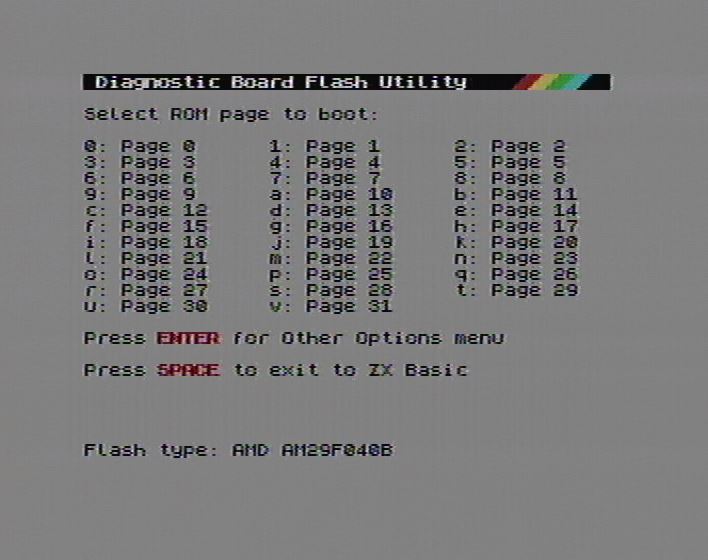 Diagnostic Board Flash Utility
Select ROM page to boot:
0: Page 0 1: Page 1 2: Page 2
3: Page 3 4: Page 4 5: Page 5
6: Page 6 7: Page 7 8: Page 8
9: Page 9 a: Page 10 b: Page 11
c: Page 12 d: Page 13 e: Page 14
f: Page 15 g: Page 16 h: Page 17
i: Page 18 j: Page 19 k: Page 20
l: Page 21 m: Page 22 n: Page 23
o: Page 24 p: Page 25 q: Page 26
r: Page 27 s: Page 28 t: Page 29
u: Page 30 v: Page 31
Press ENTER for Other Options menu
Press SPACE to exit to ZX Basic
Flash type: AMD AM29F040B